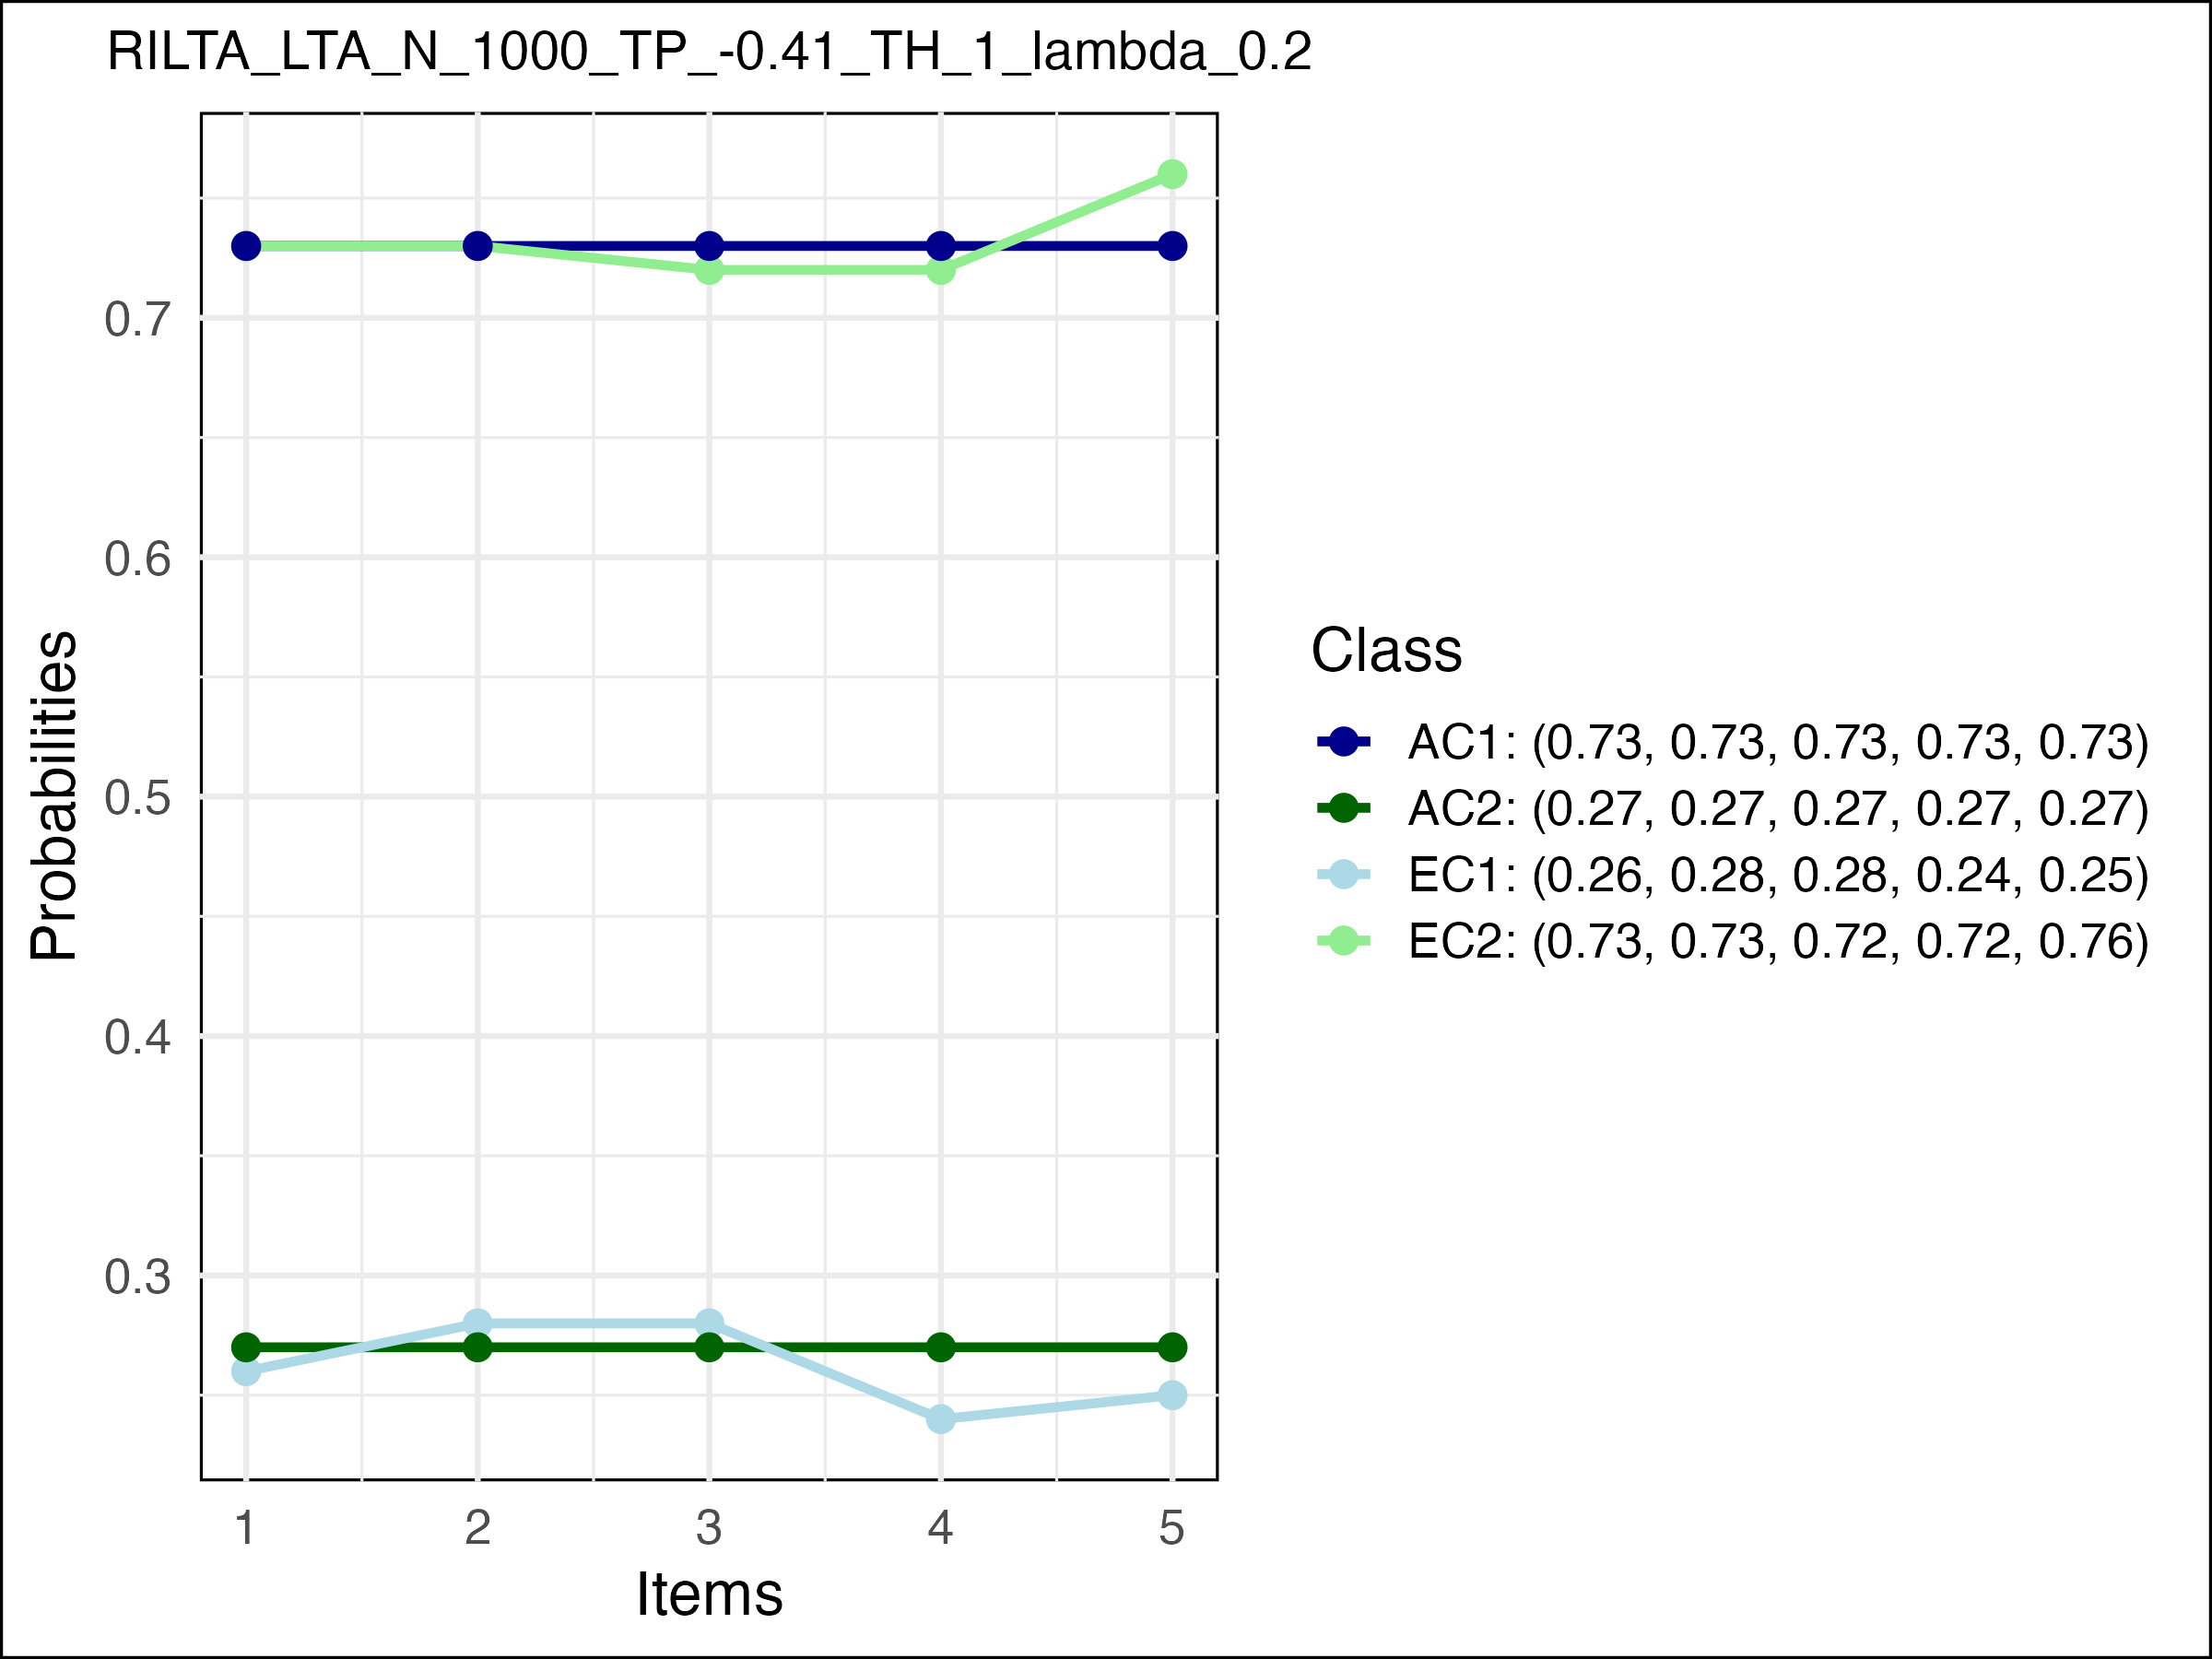 RILTA_LTA_N_1000_TP_-0.41_TH_1_lambda_0.2
Probabilities
0.7
0.6
0.5
0.4
0.3
1 2 3 4 5
Items
Class
AC1: (0.73, 0.73, 0.73, 0.73, 0.73)
AC2: (0.27, 0.27, 0.27, 0.27, 0.27)
EC1: (0.26, 0.28, 0.28, 0.24, 0.25)
EC2: (0.73, 0.73, 0.72, 0.72, 0.76)